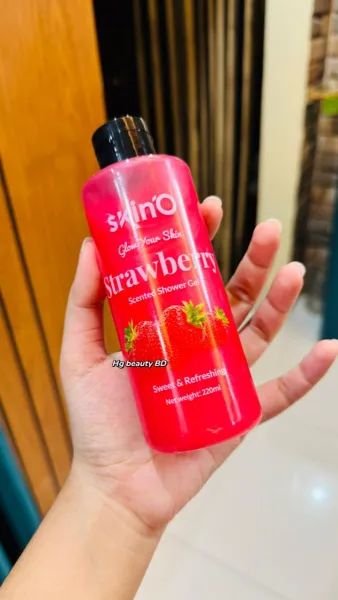 skin'O
Glow Your Skin
Strawberry
Scented Shower Gel
Hg beauty BD
Sweet & Refreshing
Net weight:220ml